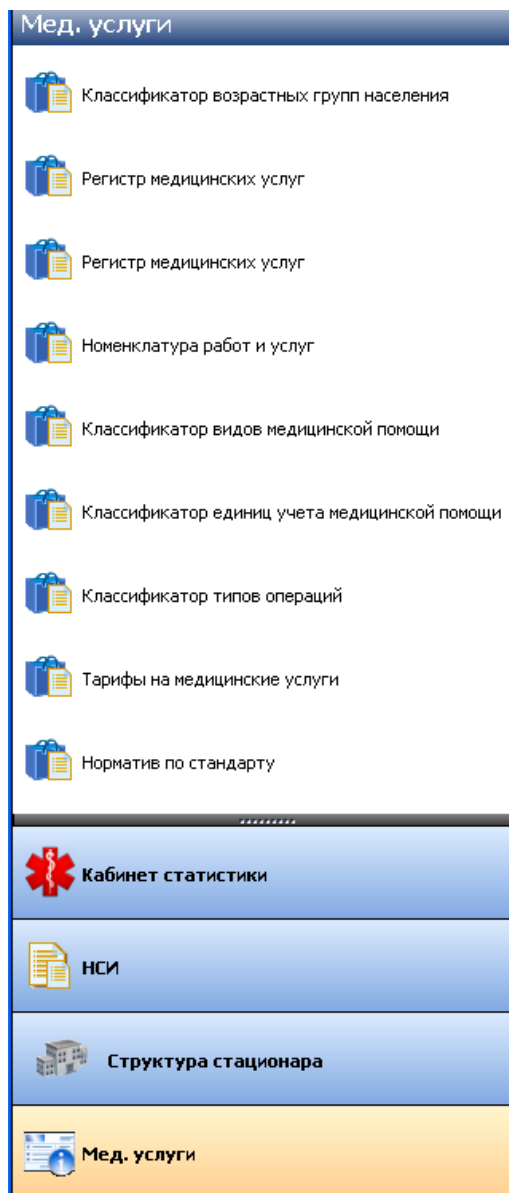 Мед. услуги
Классификатор возрастных групп населения
Регистр медицинских услуг
Регистр медицинских услуг
Номенклатура работ и услуг
Классификатор видов медицинской помощи
Классификатор единиц учета медицинской помощи
Классификатор типов операций
Тарифы на медицинские услуги
Норматив по стандарту
Кабинет статистики
НСИ
Структура стационара
Мед. услуги